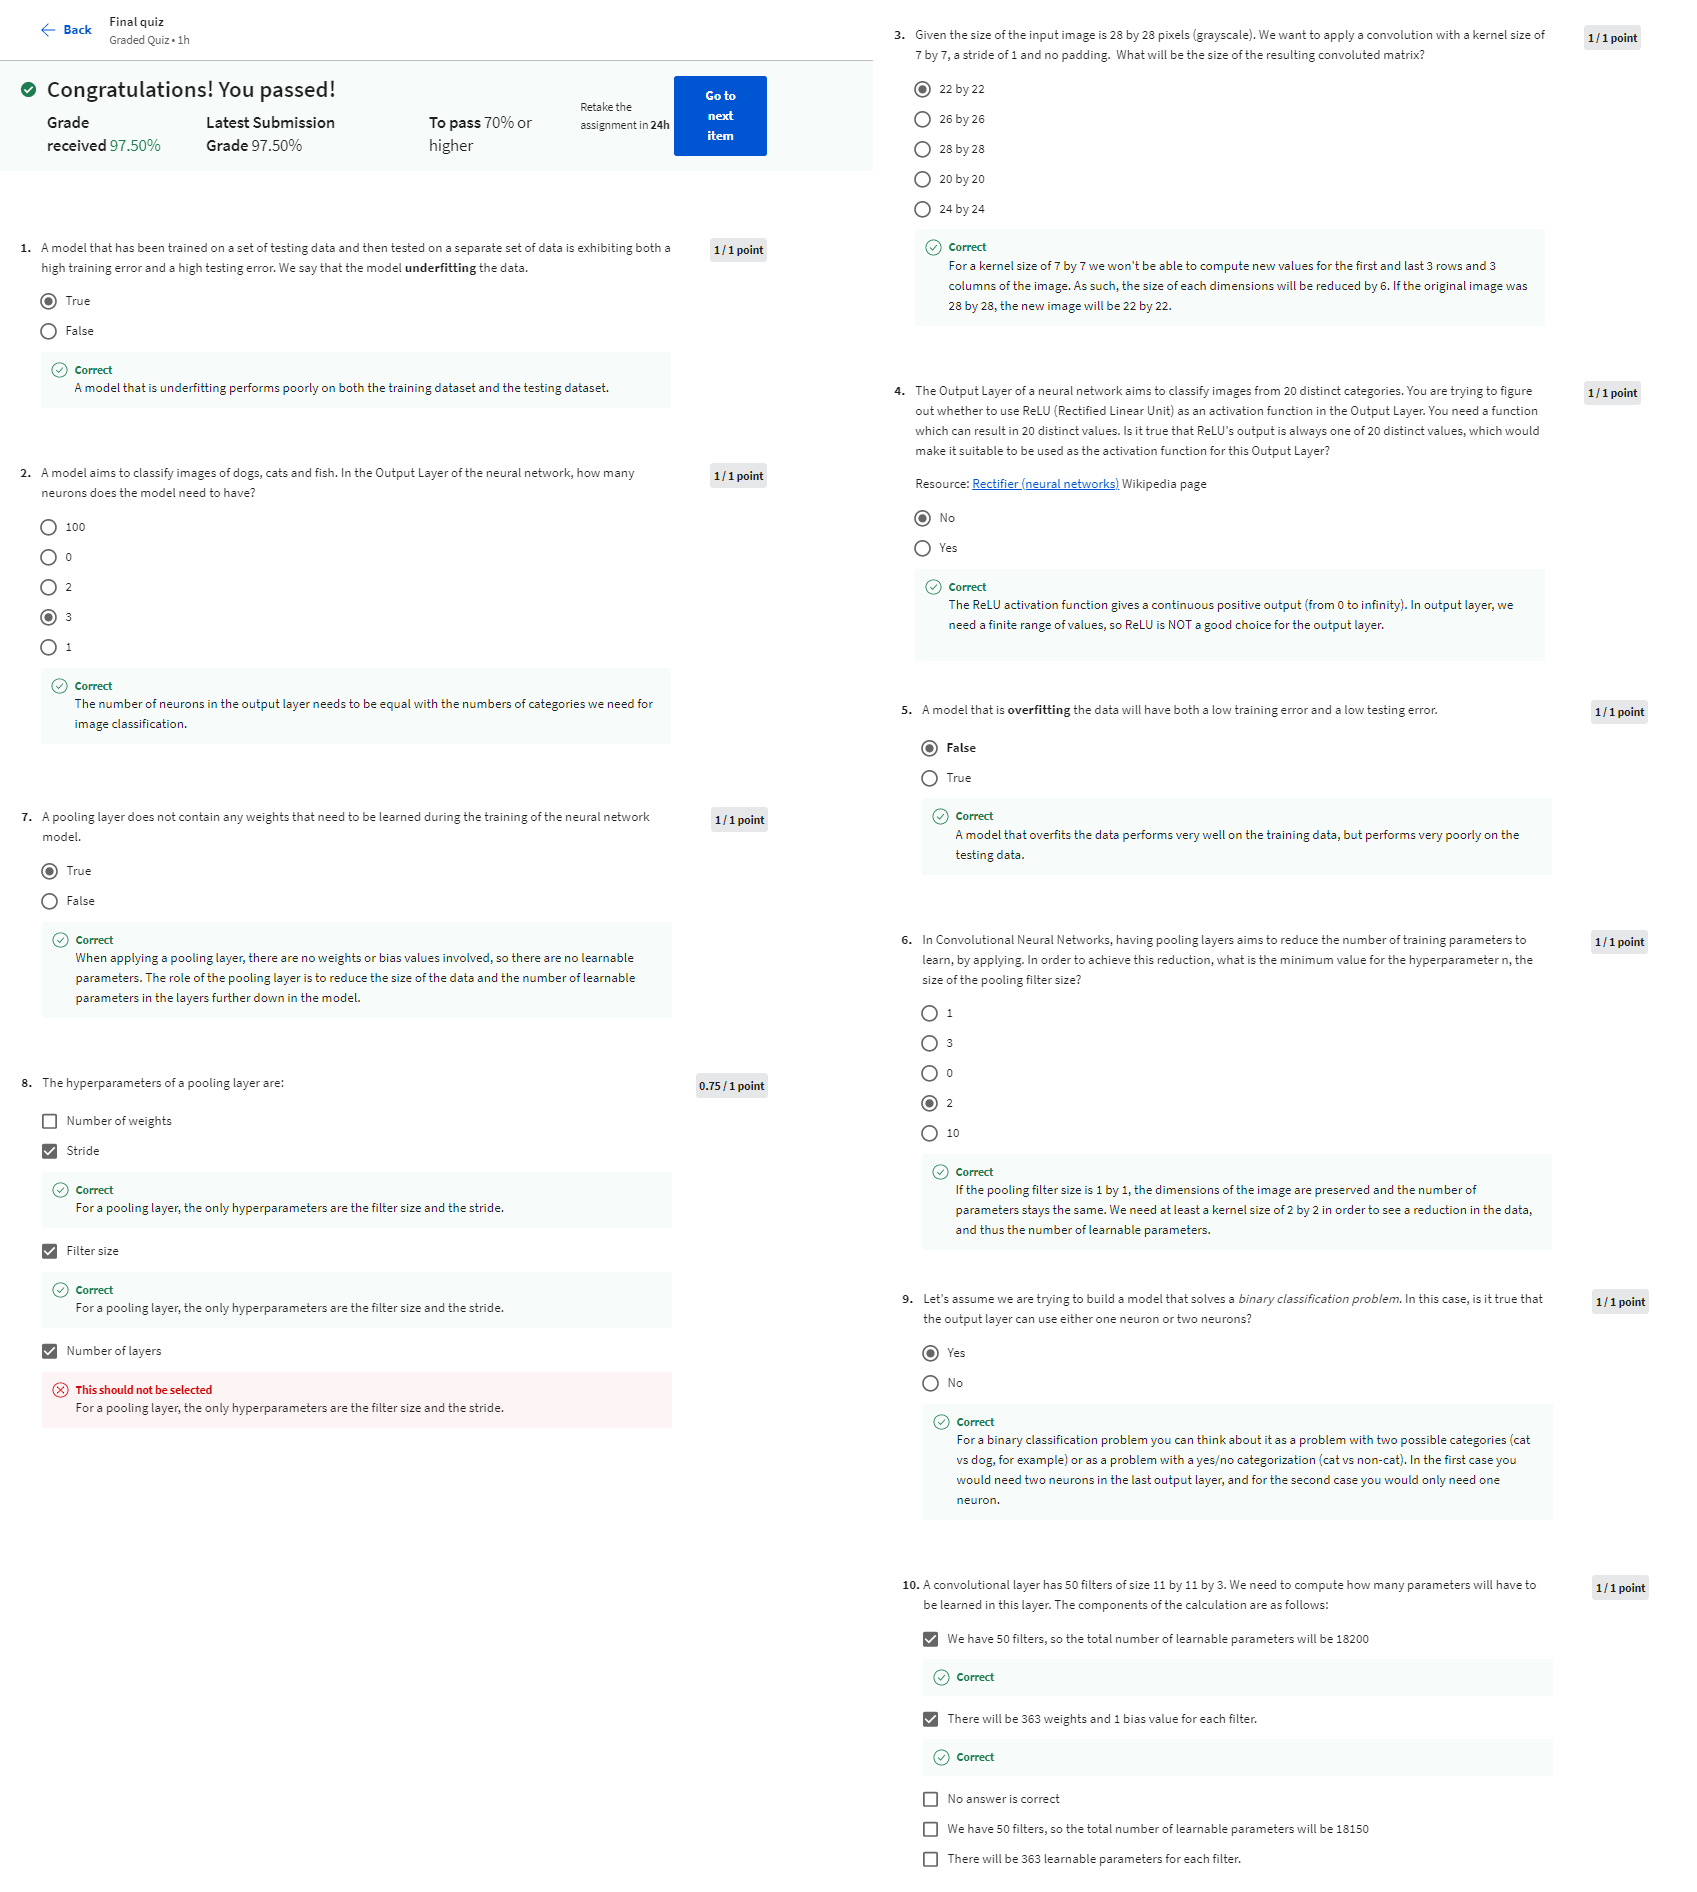 Back
Final quiz
Graded Quiz • 1h
Congratulations! You passed!
Grade
received 97.50%
Latest Submission
Grade 97.50%
To pass 70% or
higher
Retake the
assignment in 24h
Go to
next
item
1. A model that has been trained on a set of testing data and then tested on a separate set of data is exhibiting both a
high training error and a high testing error. We say that the model underfitting the data.
1 / 1 point
True
False
Correct
A model that is underfitting performs poorly on both the training dataset and the testing dataset.
2. A model aims to classify images of dogs, cats and fish. In the Output Layer of the neural network, how many
neurons does the model need to have?
1 / 1 point
100
0
2
3
1
Correct
The number of neurons in the output layer needs to be equal with the numbers of categories we need for
image classification.
7. A pooling layer does not contain any weights that need to be learned during the training of the neural network
model.
1 / 1 point
True
False
Correct
When applying a pooling layer, there are no weights or bias values involved, so there are no learnable
parameters. The role of the pooling layer is to reduce the size of the data and the number of learnable
parameters in the layers further down in the model.
8. The hyperparameters of a pooling layer are:
0.75 / 1 point
Number of weights
Stride
Correct
For a pooling layer, the only hyperparameters are the filter size and the stride.
Filter size
Correct
For a pooling layer, the only hyperparameters are the filter size and the stride.
Number of layers
This should not be selected
For a pooling layer, the only hyperparameters are the filter size and the stride.
3. Given the size of the input image is 28 by 28 pixels (grayscale). We want to apply a convolution with a kernel size of
7 by 7, a stride of 1 and no padding. What will be the size of the resulting convoluted matrix?
1 / 1 point
22 by 22
26 by 26
28 by 28
20 by 20
24 by 24
Correct
For a kernel size of 7 by 7 we won't be able to compute new values for the first and last 3 rows and 3
columns of the image. As such, the size of each dimensions will be reduced by 6. If the original image was
28 by 28, the new image will be 22 by 22.
4. The Output Layer of a neural network aims to classify images from 20 distinct categories. You are trying to figure
out whether to use ReLU (Rectified Linear Unit) as an activation function in the Output Layer. You need a function
which can result in 20 distinct values. Is it true that ReLU's output is always one of 20 distinct values, which would
make it suitable to be used as the activation function for this Output Layer?
1 / 1 point
Resource: Rectifier (neural networks) Wikipedia page
No
Yes
Correct
The ReLU activation function gives a continuous positive output (from 0 to infinity). In output layer, we
need a finite range of values, so ReLU is NOT a good choice for the output layer.
5. A model that is overfitting the data will have both a low training error and a low testing error.
1 / 1 point
False
True
Correct
A model that overfits the data performs very well on the training data, but performs very poorly on the
testing data.
6. In Convolutional Neural Networks, having pooling layers aims to reduce the number of training parameters to
learn, by applying. In order to achieve this reduction, what is the minimum value for the hyperparameter n, the
size of the pooling filter size?
1 / 1 point
1
3
0
2
10
Correct
If the pooling filter size is 1 by 1, the dimensions of the image are preserved and the number of
parameters stays the same. We need at least a kernel size of 2 by 2 in order to see a reduction in the data,
and thus the number of learnable parameters.
9. Let's assume we are trying to build a model that solves a binary classification problem. In this case, is it true that
the output layer can use either one neuron or two neurons?
1 / 1 point
Yes
No
Correct
For a binary classification problem you can think about it as a problem with two possible categories (cat
vs dog, for example) or as a problem with a yes/no categorization (cat vs non-cat). In the first case you
would need two neurons in the last output layer, and for the second case you would only need one
neuron.
10. A convolutional layer has 50 filters of size 11 by 11 by 3. We need to compute how many parameters will have to
be learned in this layer. The components of the calculation are as follows:
1 / 1 point
We have 50 filters, so the total number of learnable parameters will be 18200
Correct
There will be 363 weights and 1 bias value for each filter.
Correct
No answer is correct
We have 50 filters, so the total number of learnable parameters will be 18150
There will be 363 learnable parameters for each filter.